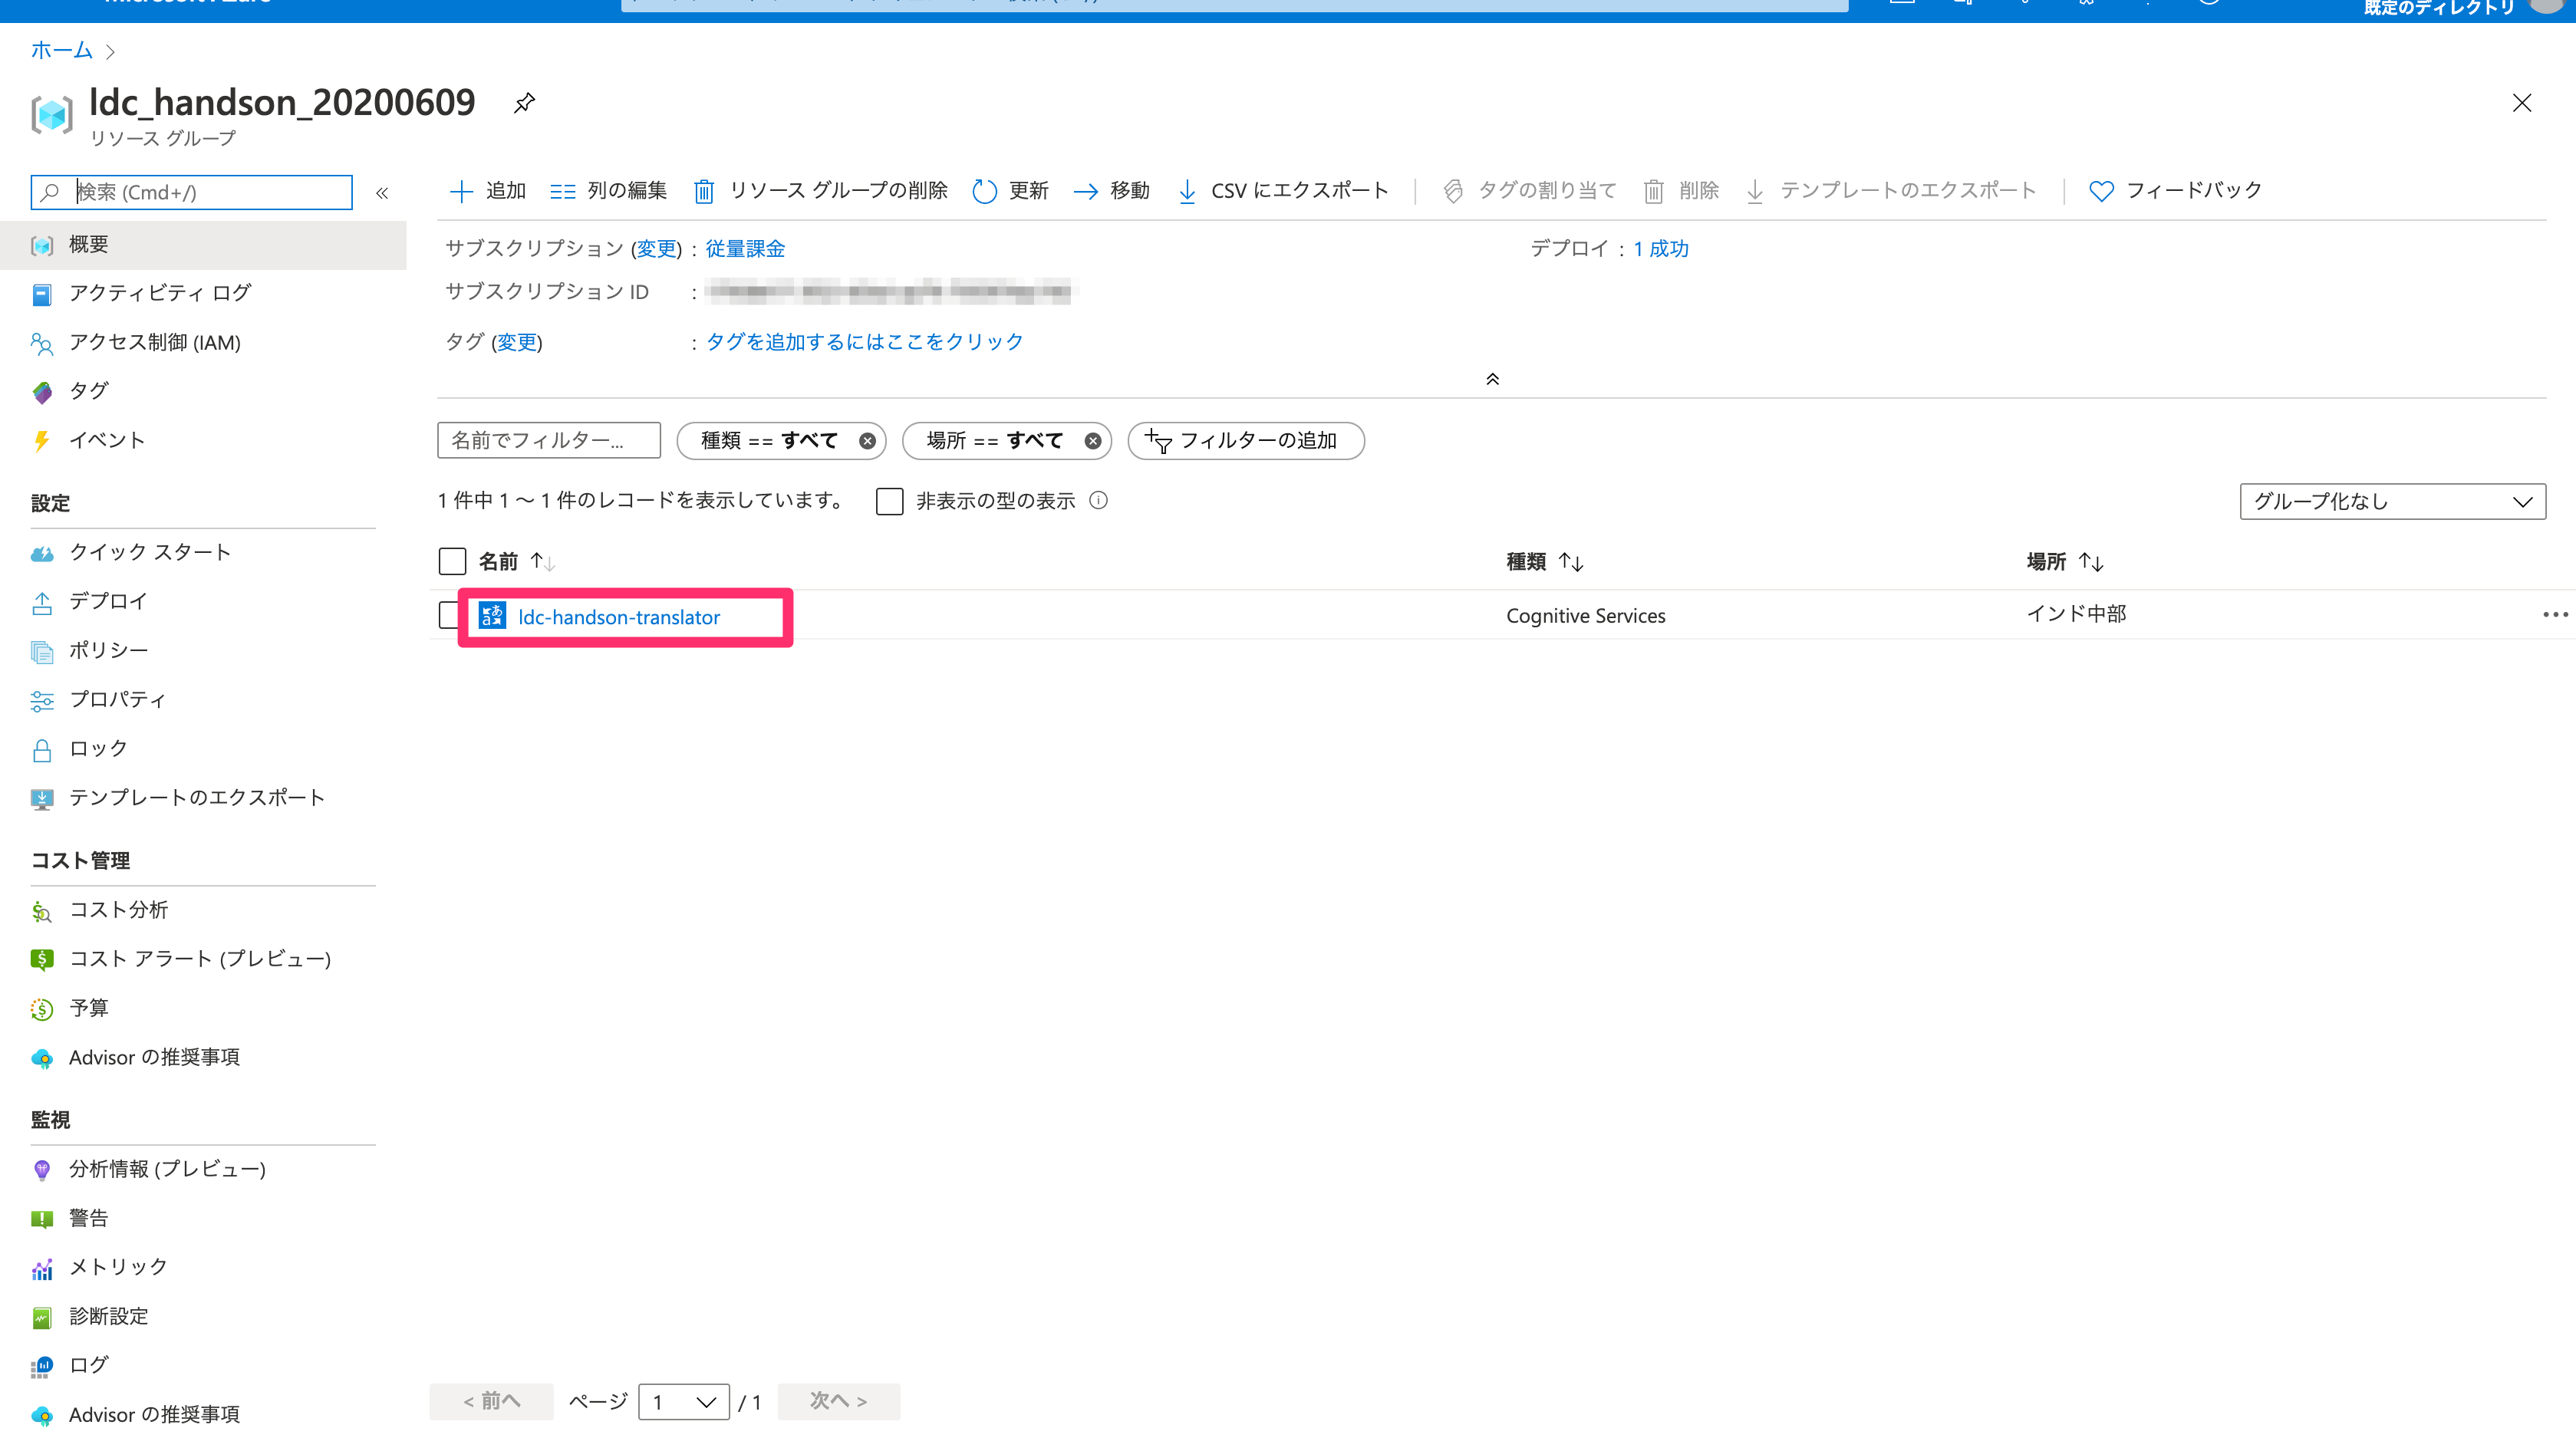 既定のディレクトリ
ホーム >
ldc_handson_20200609
リソース グループ
検索 (Cmd+/)
«
追加 列の編集 リソース グループの削除 更新 移動 CSV にエクスポート タグの割り当て 削除 テンプレートのエクスポート フィードバック
概要
アクティビティ ログ
アクセス制御 (IAM)
タグ
イベント
設定
クイック スタート
デプロイ
ポリシー
プロパティ
ロック
テンプレートのエクスポート
コスト管理
コスト分析
コスト アラート (プレビュー)
予算
Advisor の推奨事項
監視
分析情報 (プレビュー)
警告
メトリック
診断設定
ログ
Advisor の推奨事項
サブスクリプション (変更) : 従量課金
デプロイ : 1 成功
サブスクリプション ID :
タグ (変更) : タグを追加するにはここをクリック
名前でフィルター... 種類 == すべて 場所 == すべて フィルターの追加
1 件中 1 ～ 1 件のレコードを表示しています。 非表示の型の表示
グループ化なし
名前 ↑↓ 種類 ↑↓ 場所 ↑↓
ldc-handson-translator Cognitive Services インド中部 •••
< 前へ ページ 1 / 1 次へ >